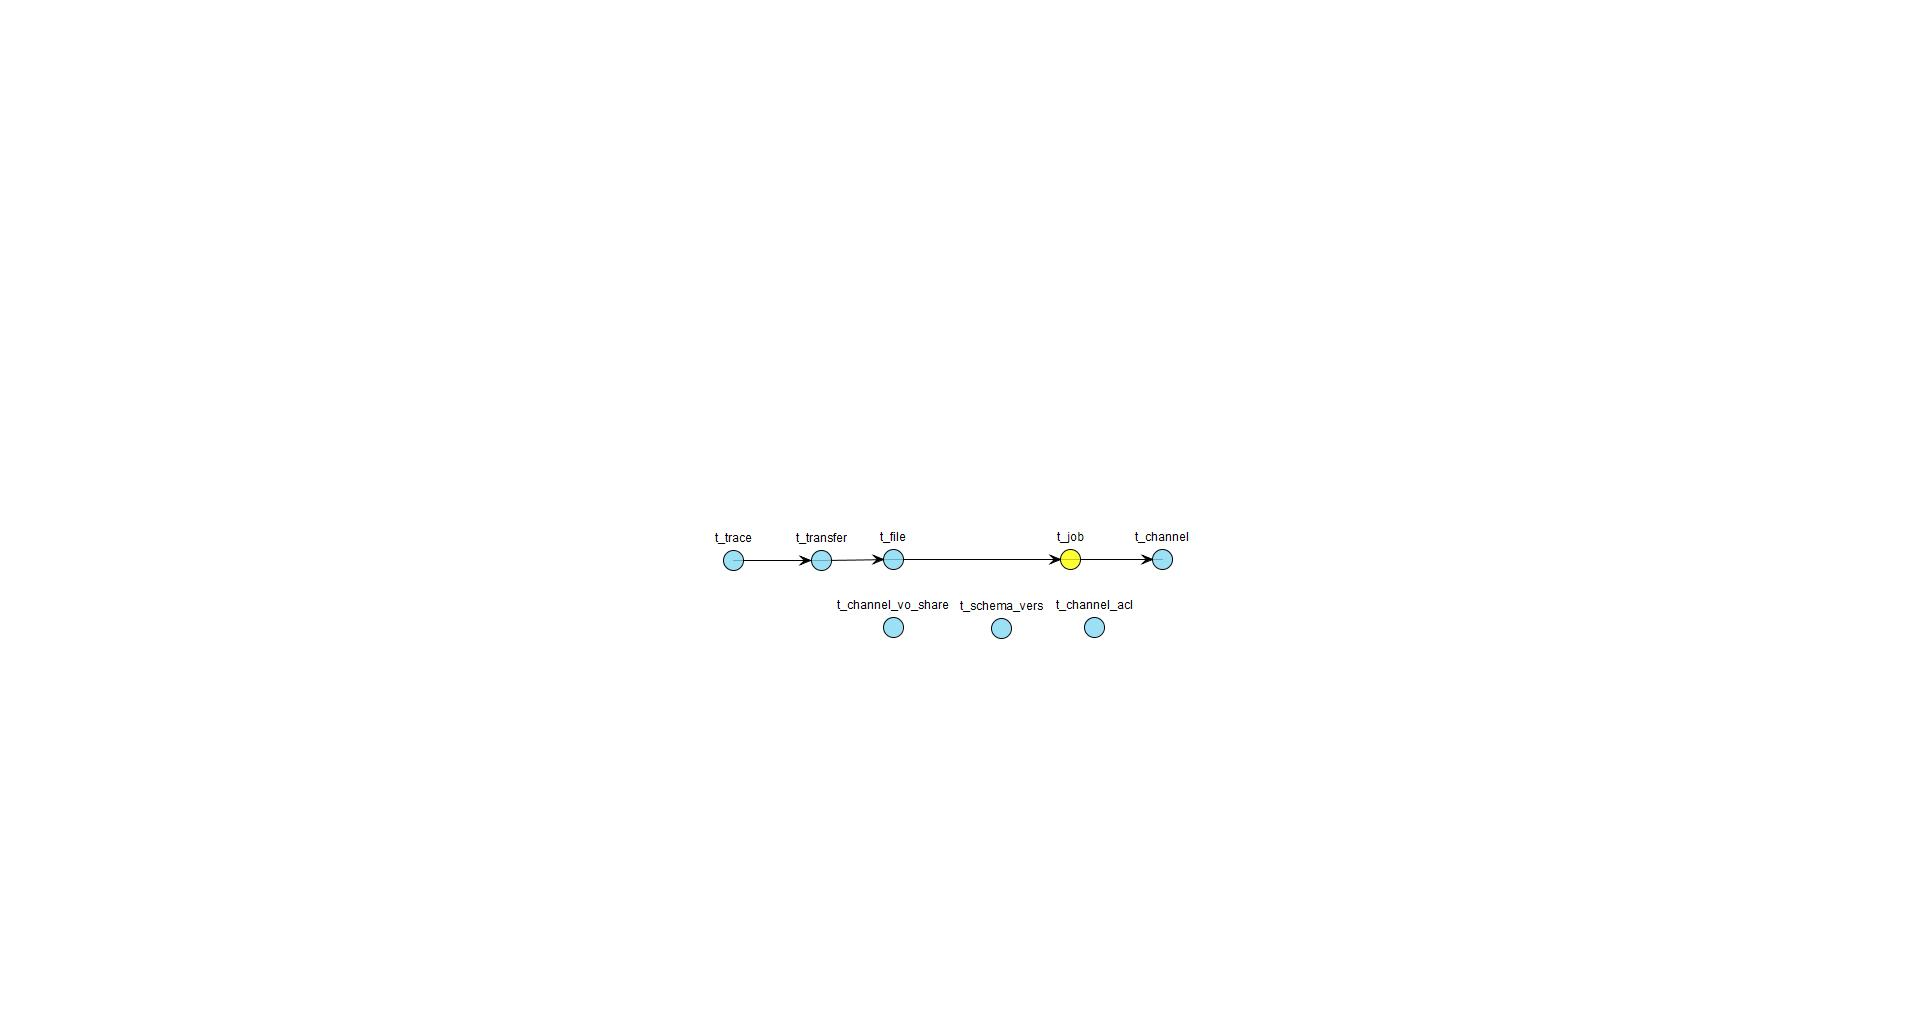 t_trace
t_transfer
t_file
t_job
t_channel
t_channel_vo_share
t_schema_vers
t_channel_acl